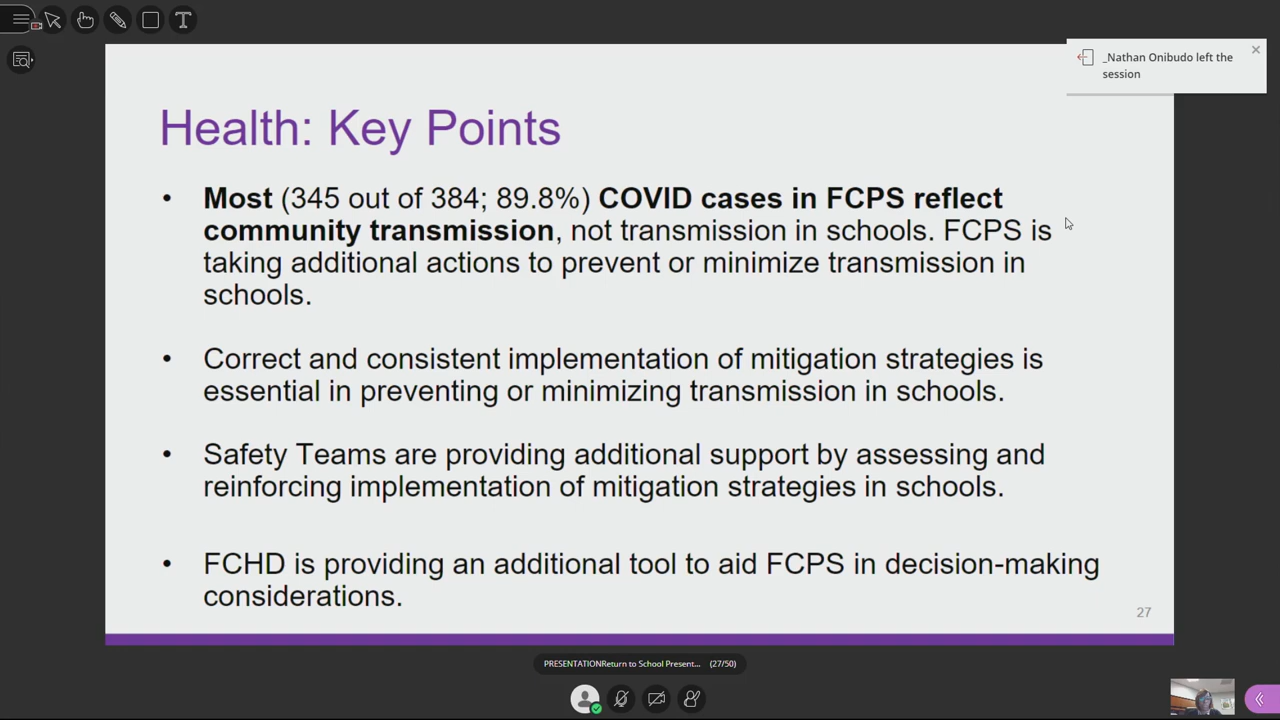 T
_Nathan Onibudo left the
session
Health: Key Points
• Most (345 out of 384; 89.8%) COVID cases in FCPS reflect
community transmission, not transmission in schools. FCPS is
taking additional actions to prevent or minimize transmission in
schools.
• Correct and consistent implementation of mitigation strategies is
essential in preventing or minimizing transmission in schools.
• Safety Teams are providing additional support by assessing and
reinforcing implementation of mitigation strategies in schools.
• FCHD is providing an additional tool to aid FCPS in decision-making
considerations.
27
PRESENTATIONReturn to School Present... (27/50)